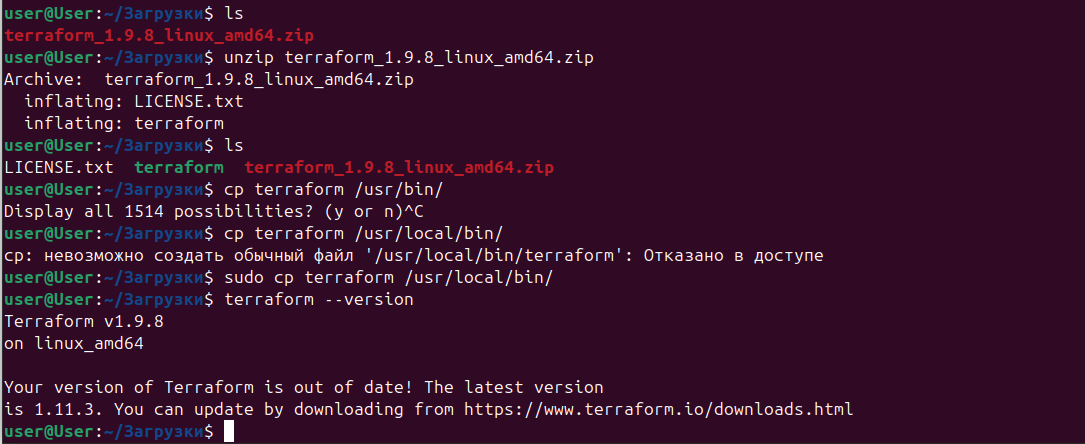 user@User:~/Загрузки$ ls
terraform_1.9.8_linux_amd64.zip
user@User:~/Загрузки$ unzip terraform_1.9.8_linux_amd64.zip
Archive:  terraform_1.9.8_linux_amd64.zip
  inflating: LICENSE.txt
  inflating: terraform
user@User:~/Загрузки$ ls
LICENSE.txt  terraform  terraform_1.9.8_linux_amd64.zip
user@User:~/Загрузки$ cp terraform /usr/bin/
Display all 1514 possibilities? (y or n)^C
user@User:~/Загрузки$ cp terraform /usr/local/bin/
cp: невозможно создать обычный файл '/usr/local/bin/terraform': Отказано в доступе
user@User:~/Загрузки$ sudo cp terraform /usr/local/bin/
user@User:~/Загрузки$ terraform --version
Terraform v1.9.8
on linux_amd64

Your version of Terraform is out of date! The latest version
is 1.11.3. You can update by downloading from https://www.terraform.io/downloads.html
user@User:~/Загрузки$